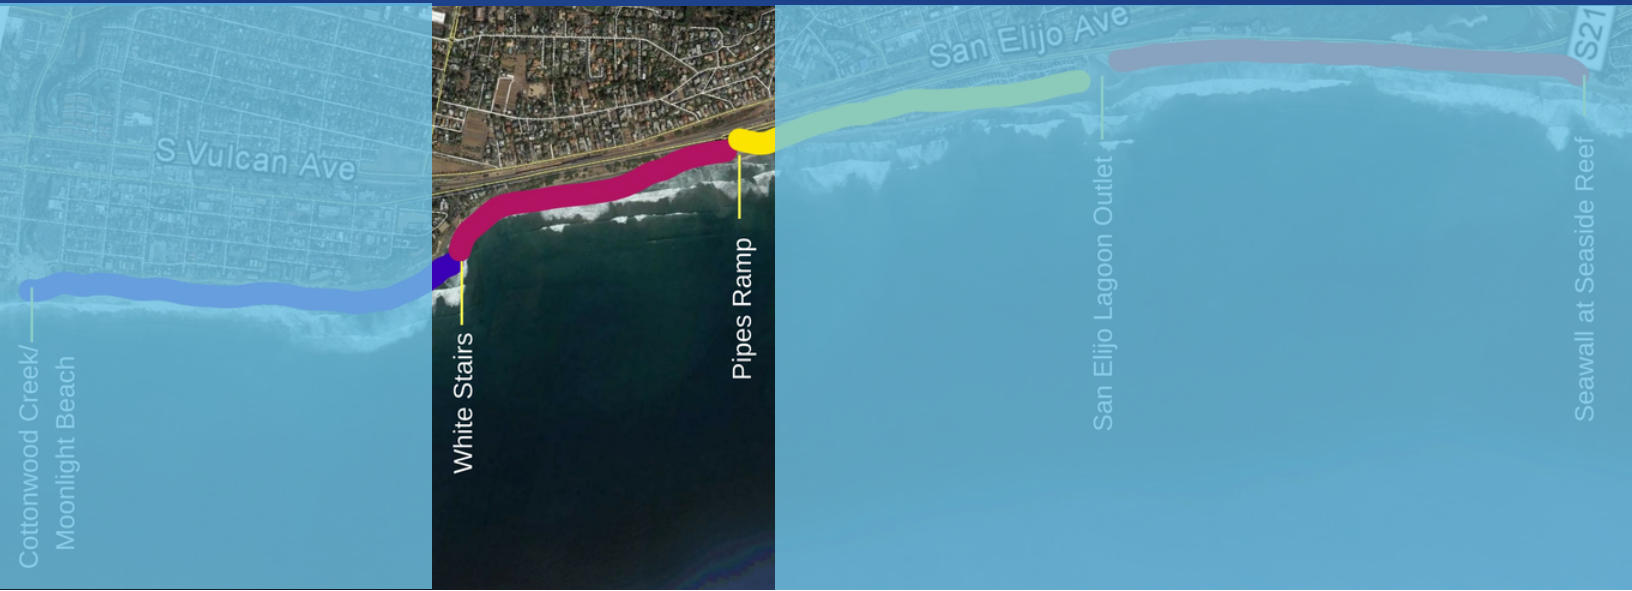 San Elijo Ave
S21
S Vulcan Ave
Cottonwood Creek/
Moonlight Beach
White Stairs
Pipes Ramp
San Elijo Lagoon Outlet
Seawall at Seaside Reef